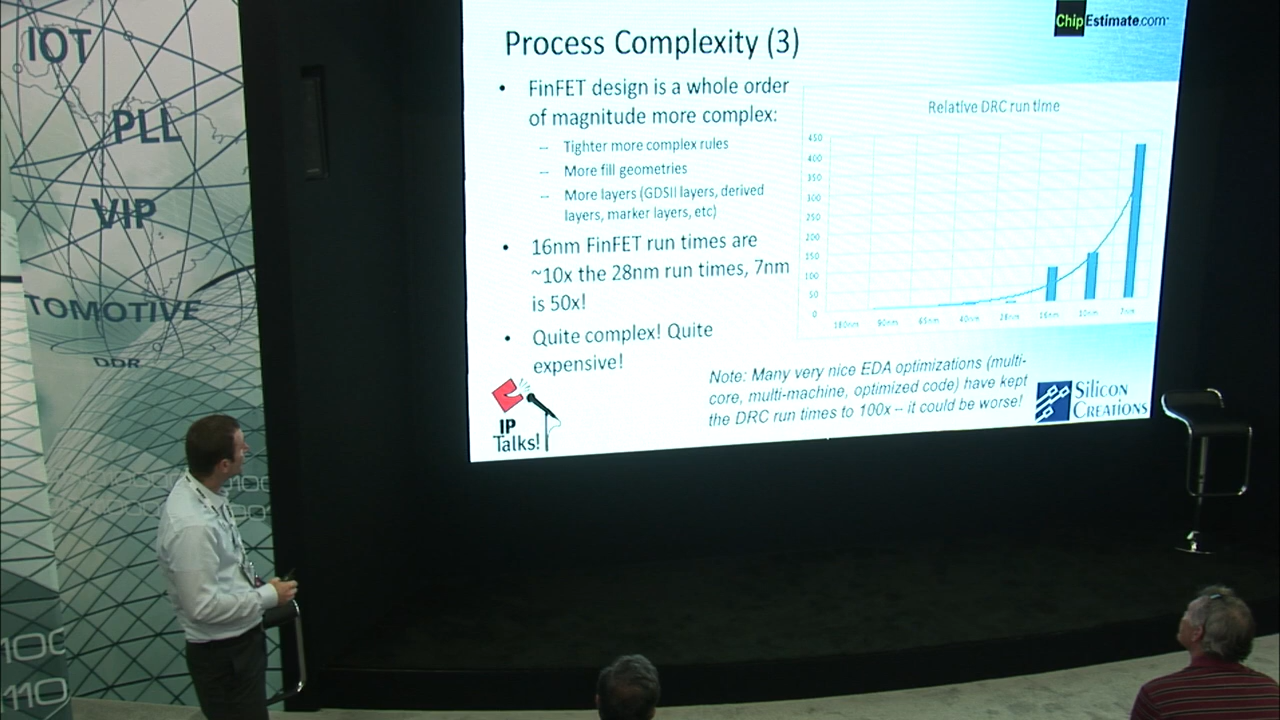 IOT
PLL
VIP
TOMOTIVE
DDR
100
110
ChipEstimate.com
Process Complexity (3)
• FinFET design is a whole order
of magnitude more complex:
– Tighter more complex rules
– More fill geometries
– More layers (GDSII layers, derived
layers, marker layers, etc)
• 16nm FinFET run times are
~10x the 28nm run times, 7nm
is 50x!
• Quite complex! Quite
expensive!
Relative DRC run time
450
400
350
300
250
200
150
100
50
0
180nm 90nm 65nm 40nm 28nm 16nm 10nm 7nm
Note: Many very nice EDA optimizations (multi-
core, multi-machine, optimized code) have kept
the DRC run times to 100x – it could be worse!
IP
Talks!
Silicon
Creations